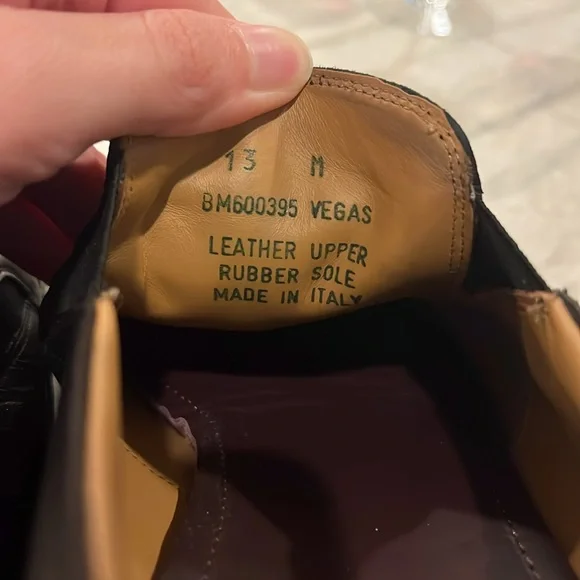 13 M
BM600395 VEGAS
LEATHER UPPER
RUBBER SOLE
MADE IN ITALY